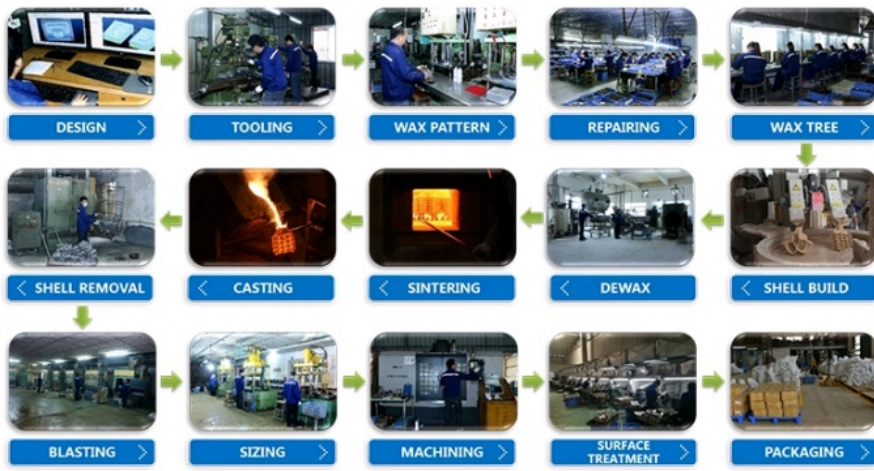 DESIGN
TOOLING
WAX PATTERN
REPAIRING
WAX TREE
SHELL REMOVAL
CASTING
SINTERING
DEWAX
SHELL BUILD
BLASTING
SIZING
MACHINING
SURFACE
TREATMENT
PACKAGING